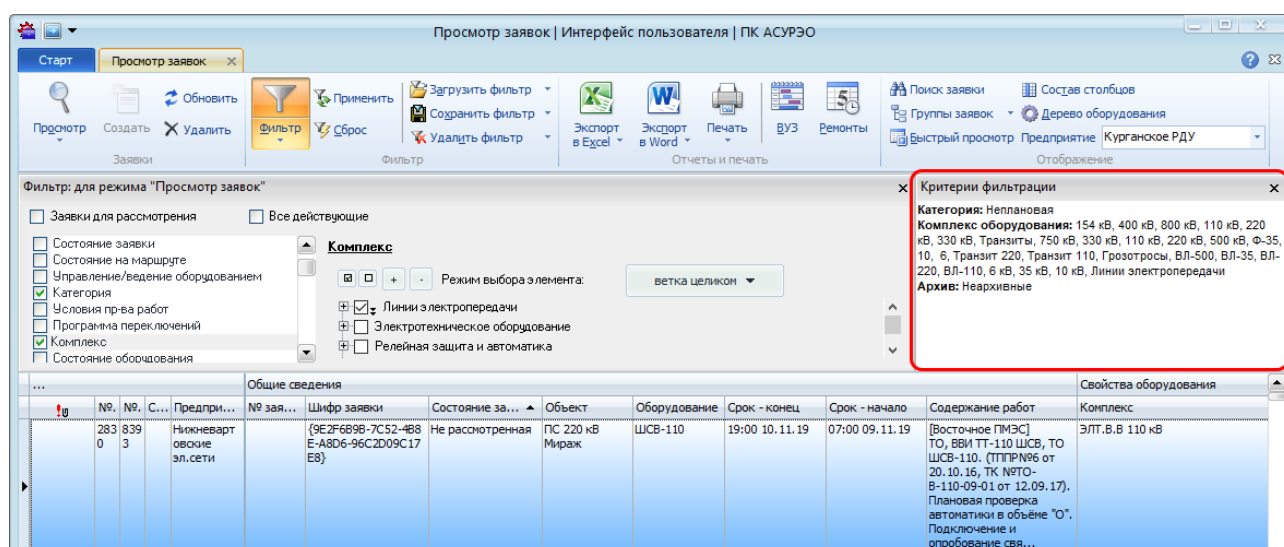 Просмотр заявок | Интерфейс пользователя | ПК АСУРЭО
Старт
Просмотр заявок
Просмотр
Создать
Обновить
Удалить
Заявки
Фильтр
Применить
Сброс
Загрузить фильтр
Сохранить фильтр
Удалить фильтр
Фильтр
Экспорт
в Excel
Экспорт
в Word
Печать
ВУЗ
Ремонты
Отчеты и печать
Поиск заявки
Состав столбцов
Группы заявок
Дерево оборудования
Быстрый просмотр
Предприятие Курганское РДУ
Отображение
Фильтр: для режима "Просмотр заявок"
Заявки для рассмотрения
Все действующие
Состояние заявки
Состояние на маршруте
Управление/ведение оборудованием
Категория
Условия пр-ва работ
Программа переключений
Комплекс
Состояние оборудования
Комплекс
Режим выбора элемента:
ветка целиком
Линии электропередачи
Электротехническое оборудование
Релейная защита и автоматика
Критерии фильтрации
Категория: Неплановая
Комплекс оборудования: 154 кВ, 400 кВ, 800 кВ, 110 кВ, 220
кВ, 330 кВ, Транзиты, 750 кВ, 330 кВ, 110 кВ, 220 кВ, 500 кВ, Ф-35,
10, 6, Транзит 220, Транзит 110, Грозотросы, ВЛ-500, ВЛ-35, ВЛ-
220, ВЛ-110, 6 кВ, 35 кВ, 10 кВ, Линии электропередачи
Архив: Неархивные
...
Общие сведения
Свойства оборудования
№.
№.
С...
Предпри...
№ зая...
Шифр заявки
Состояние за...
Объект
Оборудование
Срок - конец
Срок - начало
Содержание работ
Комплекс
283
0
839
3
Нижневарт
овские
эл.сети
{9E2F6B9B-7C52-4B8
E-A8D6-96C2D09C17
E8}
Не рассмотренная
ПС 220 кВ
Мираж
ШСВ-110
19:00 10.11.19
07:00 09.11.19
[Восточное ПМЭС]
ТО, ВВИ ТТ-110 ШСВ, ТО
ШСВ-110. (ТППР№6 от
20.10.16, ТК №ТО-
В-110-09-01 от 12.09.17).
Плановая проверка
автоматики в объёме "О".
Подключение и
опробование свя...
ЭЛТ.В.В 110 кВ